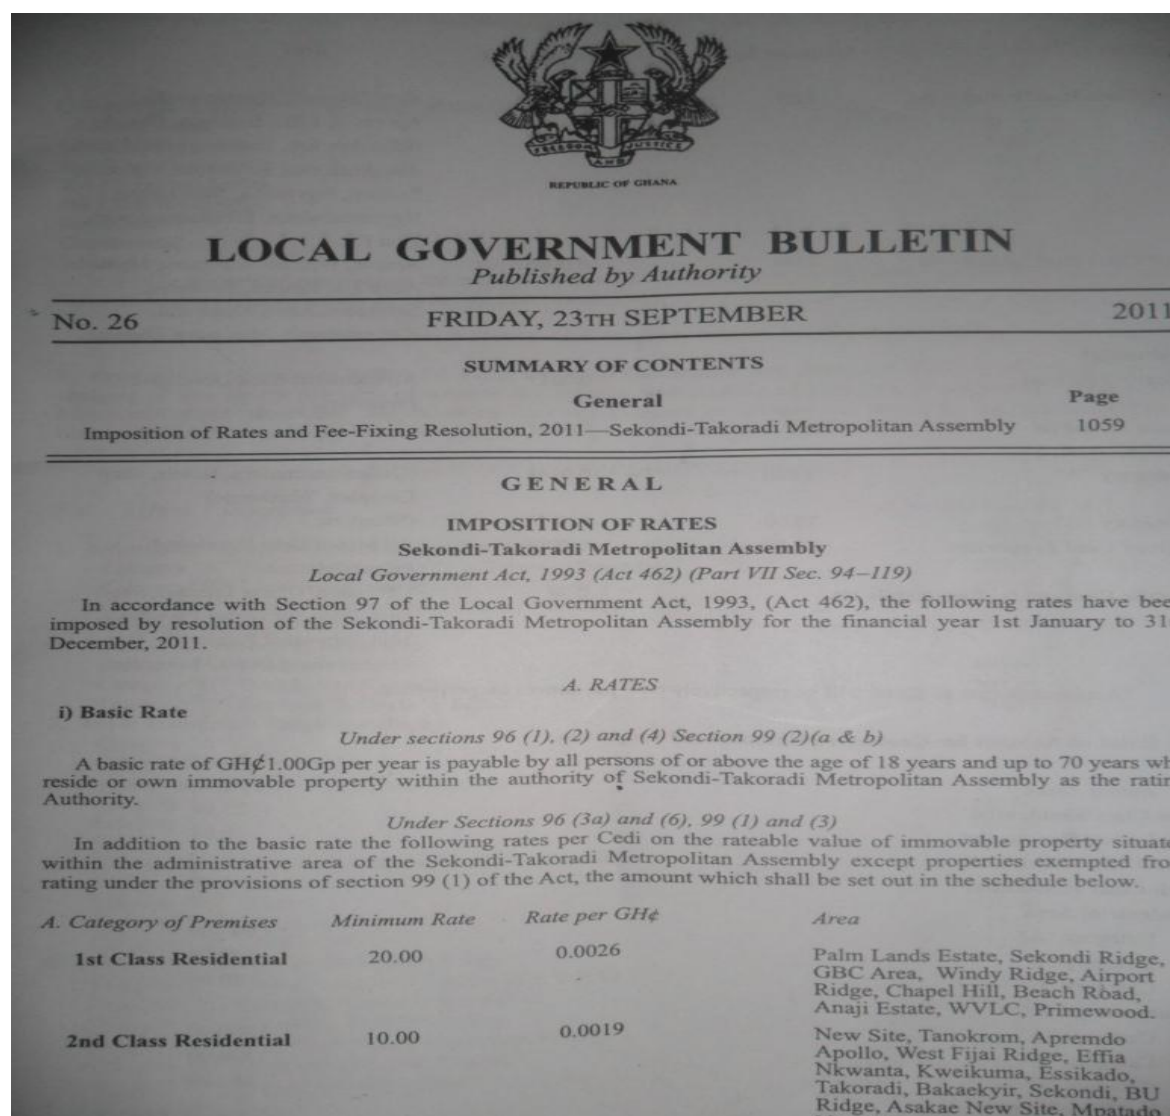 FREEDOM AND JUSTICE
REPUBLIC OF GHANA
LOCAL GOVERNMENT BULLETIN
Published by Authority
No. 26 FRIDAY, 23TH SEPTEMBER 2011
SUMMARY OF CONTENTS
General Page
Imposition of Rates and Fee-Fixing Resolution, 2011—Sekondi-Takoradi Metropolitan Assembly 1059
GENERAL
IMPOSITION OF RATES
Sekondi-Takoradi Metropolitan Assembly
Local Government Act, 1993 (Act 462) (Part VII Sec. 94–119)
In accordance with Section 97 of the Local Government Act, 1993, (Act 462), the following rates have bee
imposed by resolution of the Sekondi-Takoradi Metropolitan Assembly for the financial year 1st January to 31
December, 2011.
A. RATES
i) Basic Rate
Under sections 96 (1), (2) and (4) Section 99 (2)(a & b)
A basic rate of GH₵1.00Gp per year is payable by all persons of or above the age of 18 years and up to 70 years wh
reside or own immovable property within the authority of Sekondi-Takoradi Metropolitan Assembly as the ratin
Authority.
Under Sections 96 (3a) and (6), 99 (1) and (3)
In addition to the basic rate the following rates per Cedi on the rateable value of immovable property situate
within the administrative area of the Sekondi-Takoradi Metropolitan Assembly except properties exempted fro
rating under the provisions of section 99 (1) of the Act, the amount which shall be set out in the schedule below.
A. Category of Premises Minimum Rate Rate per GH¢ Area
1st Class Residential 20.00 0.0026 Palm Lands Estate, Sekondi Ridge,
GBC Area, Windy Ridge, Airport
Ridge, Chapel Hill, Beach Road,
Anaji Estate, WVLC, Primewood.
2nd Class Residential 10.00 0.0019 New Site, Tanokrom, Apremdo
Apollo, West Fijai Ridge, Effia
Nkwanta, Kweikuma, Essikado,
Takoradi, Bakaekyir, Sekondi, BU
Ridge, Asakae New Site,